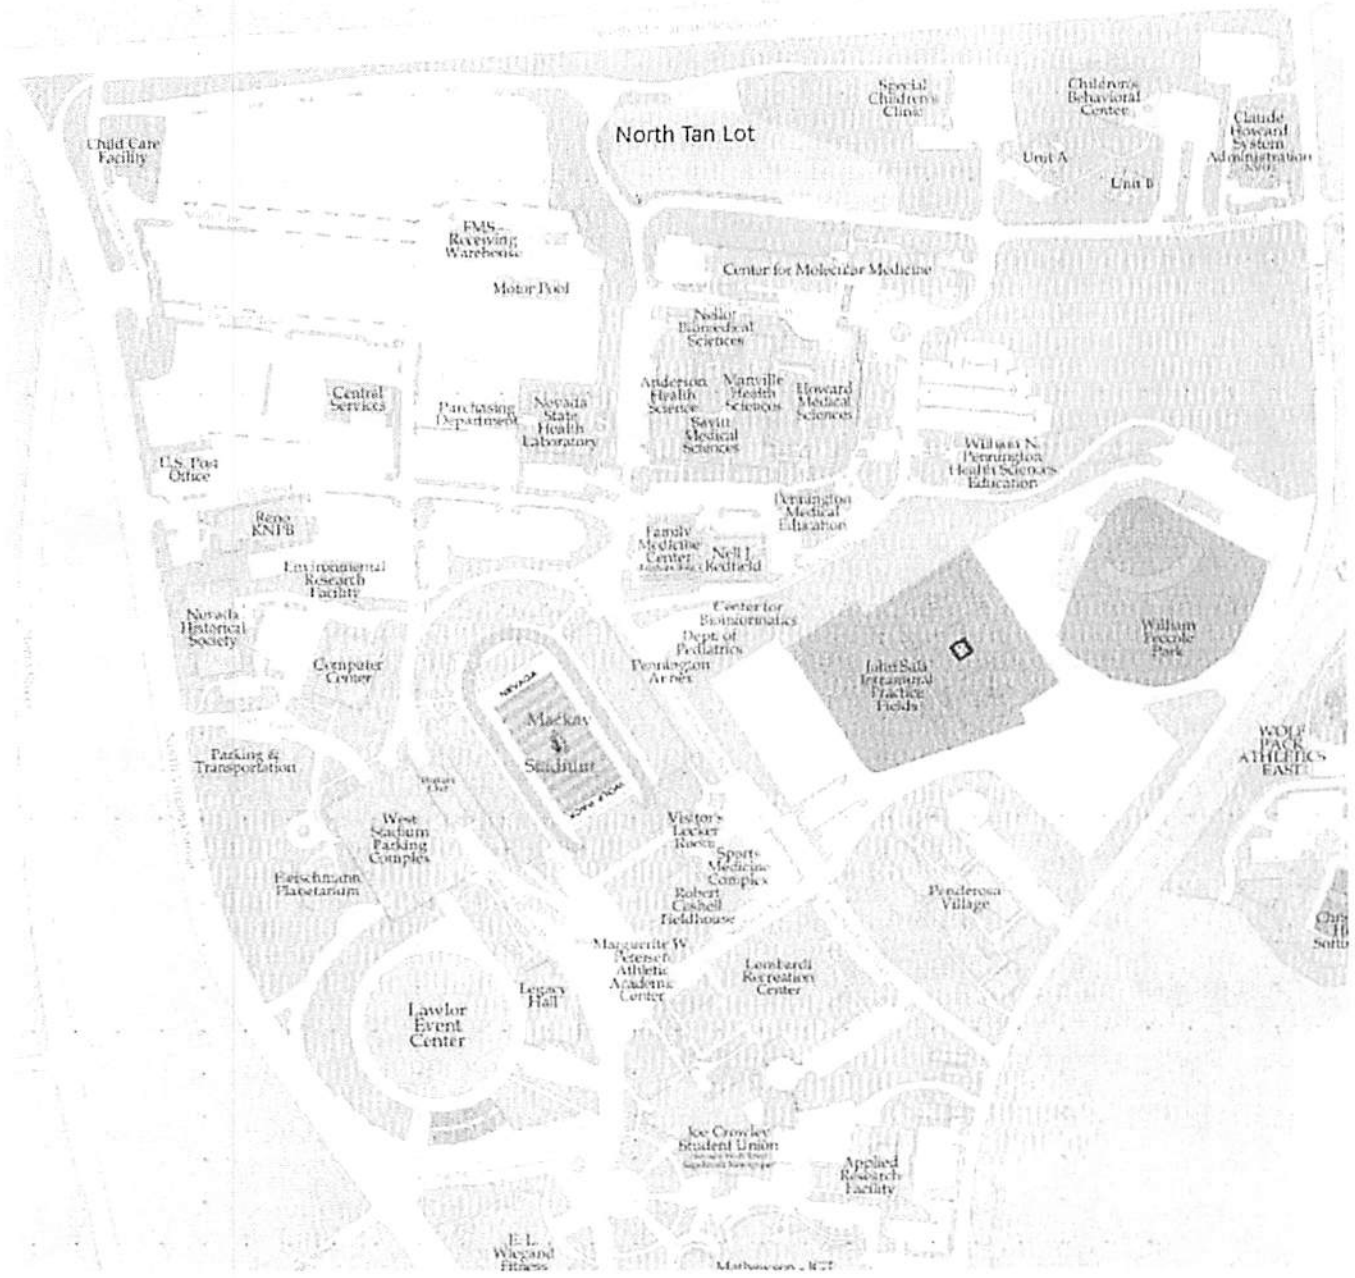 Special
Children's
Clinic
Children's
Behavioral
Center
Claude
Howard
System
Administration
Child Care
Facility
North Tan Lot
Unit A
Unit B
FMS -
Receiving
Warehouse
Motor Pool
Center for Molecular Medicine
Nellor
Biomedical
Sciences
Anderson
Health
Science
Manville
Health
Sciences
Howard
Medical
Sciences
Savitt
Medical
Sciences
Central
Services
Purchasing
Department
Nevada
State
Health
Laboratory
William N.
Pennington
Health Sciences
Education
U.S. Post
Office
Reno
KNPB
Pennington
Medical
Education
Family
Medicine
Center
Nell J.
Redfield
Environmental
Research
Facility
Nevada
Historical
Society
Center for
Bioinformatics
Dept. of
Pediatrics
Pennington
Annex
Computer
Center
John Sala
Intramural
Practice
Fields
William
Peccole
Park
NEVADA
Mackay
Stadium
WOLF PACK
Parking &
Transportation
WOLF
PACK
ATHLETICS
EAST
West
Stadium
Parking
Complex
Visitor's
Locker
Room
Sports
Medicine
Complex
Fleischmann
Planetarium
Robert
Cashell
Fieldhouse
Ponderosa
Village
Marguerite W.
Petersen
Athletic
Academic
Center
Lombardi
Recreation
Center
Legacy
Hall
Lawlor
Event
Center
Joe Crowley
Student Union
Applied
Research
Facility
E. L.
Wiegand
Fitness